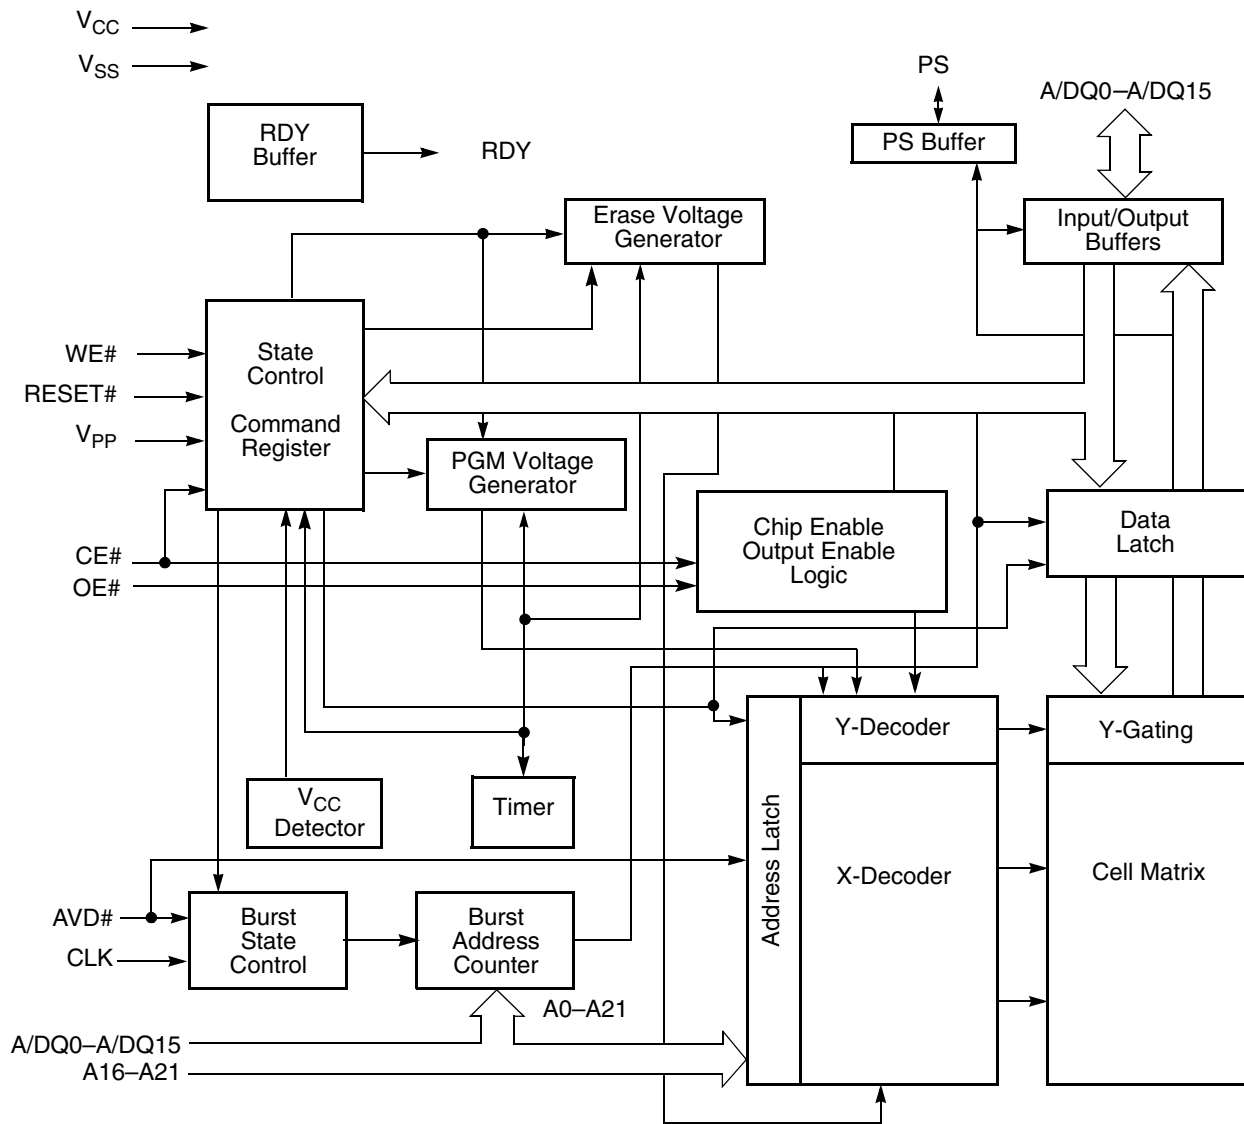 VCC
VSS
PS
A/DQ0–A/DQ15
RDY
Buffer
RDY
PS Buffer
Erase Voltage
Generator
Input/Output
Buffers
WE#
RESET#
VPP
State
Control
Command
Register
PGM Voltage
Generator
CE#
OE#
Chip Enable
Output Enable
Logic
Data
Latch
Y-Decoder
Y-Gating
VCC
Detector
Timer
Address Latch
X-Decoder
Cell Matrix
AVD#
CLK
Burst
State
Control
Burst
Address
Counter
A0–A21
A/DQ0–A/DQ15
A16–A21